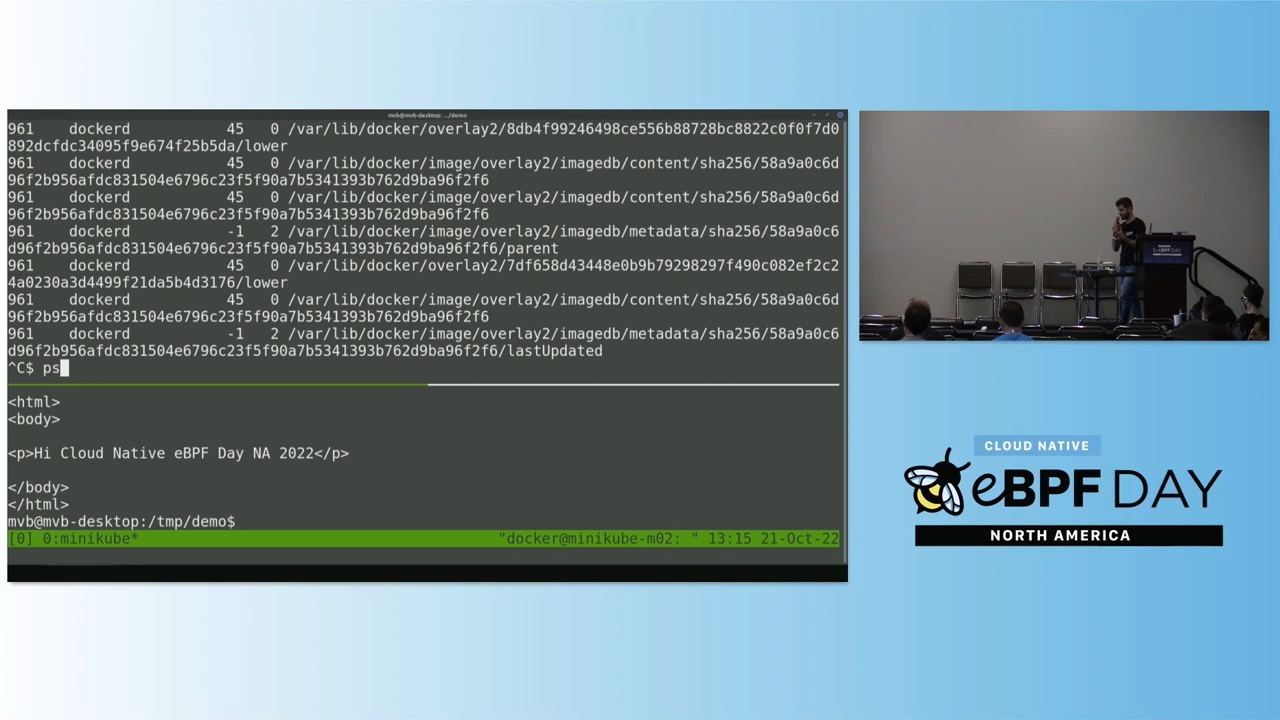 mvb@mvb-desktop: .../demo
961    dockerd           45   0 /var/lib/docker/overlay2/8db4f99246498ce556b88728bc8822c0f0f7d0
892dcfdc34095f9e674f25b5da/lower
961    dockerd           45   0 /var/lib/docker/image/overlay2/imagedb/content/sha256/58a9a0c6d
96f2b956afdc831504e6796c23f5f90a7b5341393b762d9ba96f2f6
961    dockerd           45   0 /var/lib/docker/image/overlay2/imagedb/content/sha256/58a9a0c6d
96f2b956afdc831504e6796c23f5f90a7b5341393b762d9ba96f2f6
961    dockerd           -1   2 /var/lib/docker/image/overlay2/imagedb/metadata/sha256/58a9a0c6
d96f2b956afdc831504e6796c23f5f90a7b5341393b762d9ba96f2f6/parent
961    dockerd           45   0 /var/lib/docker/overlay2/7df658d43448e0b9b79298297f490c082ef2c2
4a0230a3d4499f21da5b4d3176/lower
961    dockerd           45   0 /var/lib/docker/image/overlay2/imagedb/content/sha256/58a9a0c6d
96f2b956afdc831504e6796c23f5f90a7b5341393b762d9ba96f2f6
961    dockerd           -1   2 /var/lib/docker/image/overlay2/imagedb/metadata/sha256/58a9a0c6
d96f2b956afdc831504e6796c23f5f90a7b5341393b762d9ba96f2f6/lastUpdated
^C$ ps
<html>
<body>
<p>Hi Cloud Native eBPF Day NA 2022</p>
</body>
</html>
mvb@mvb-desktop:/tmp/demo$
[0] 0:minikube* "docker@minikube-m02: " 13:15 21-Oct-22
eBPF DAY
CLOUD NATIVE
eBPF DAY
NORTH AMERICA